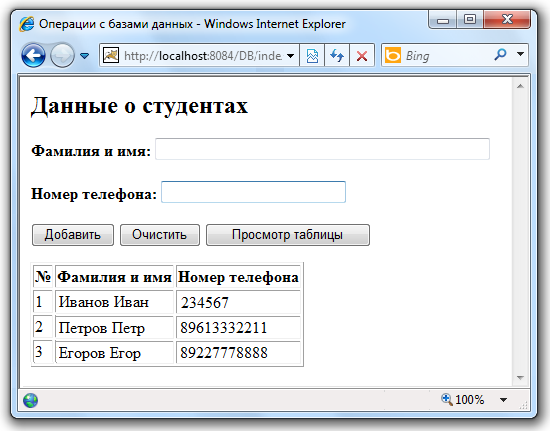 Операции с базами данных - Windows Internet Explorer
http://localhost:8084/DB/inde
Bing
Данные о студентах
Фамилия и имя:
Номер телефона:
Добавить Очистить Просмотр таблицы
№ Фамилия и имя Номер телефона
1 Иванов Иван 234567
2 Петров Петр 89613332211
3 Егоров Егор 89227778888
100%